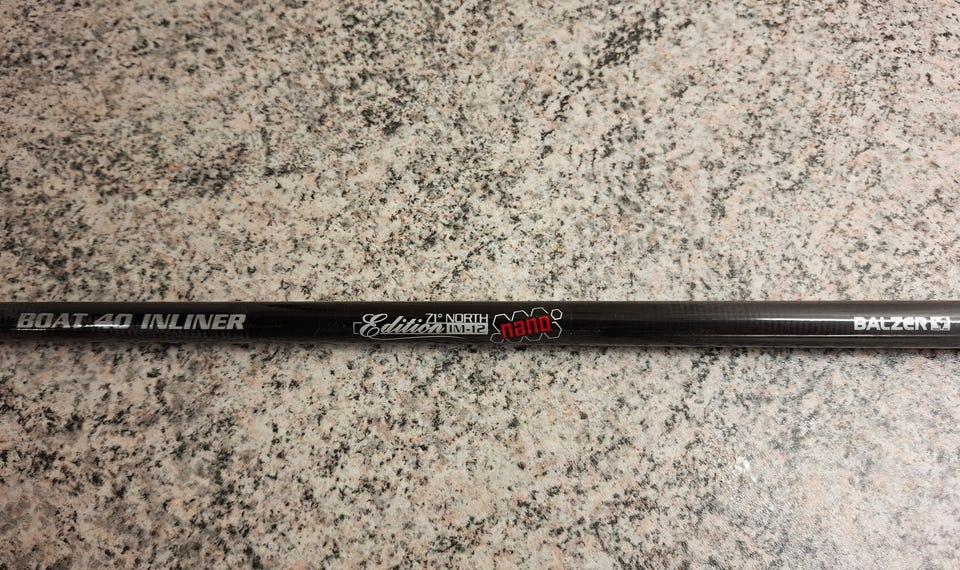 BOAT 40 INLINER
Edition 71° NORTH
IM-12
nano
BALZER